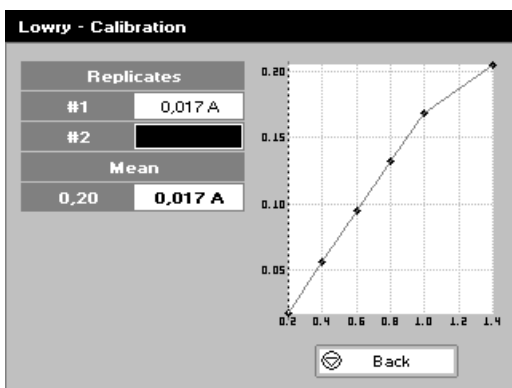 Lowry - Calibration
Replicates
#1 0,017 A
#2
Mean
0,20 0,017 A
0.20
0.15
0.10
0.05
0.2 0.4 0.6 0.8 1.0 1.2 1.4
Back